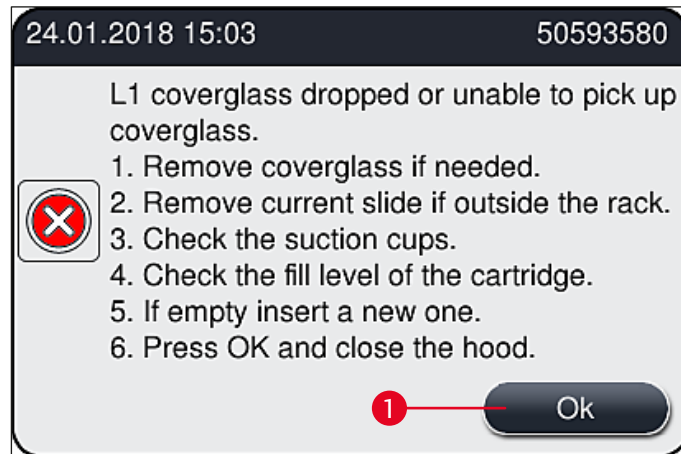 24.01.2018 15:03 50593580
L1 coverglass dropped or unable to pick up
coverglass.
1. Remove coverglass if needed.
2. Remove current slide if outside the rack.
3. Check the suction cups.
4. Check the fill level of the cartridge.
5. If empty insert a new one.
6. Press OK and close the hood.
1 Ok